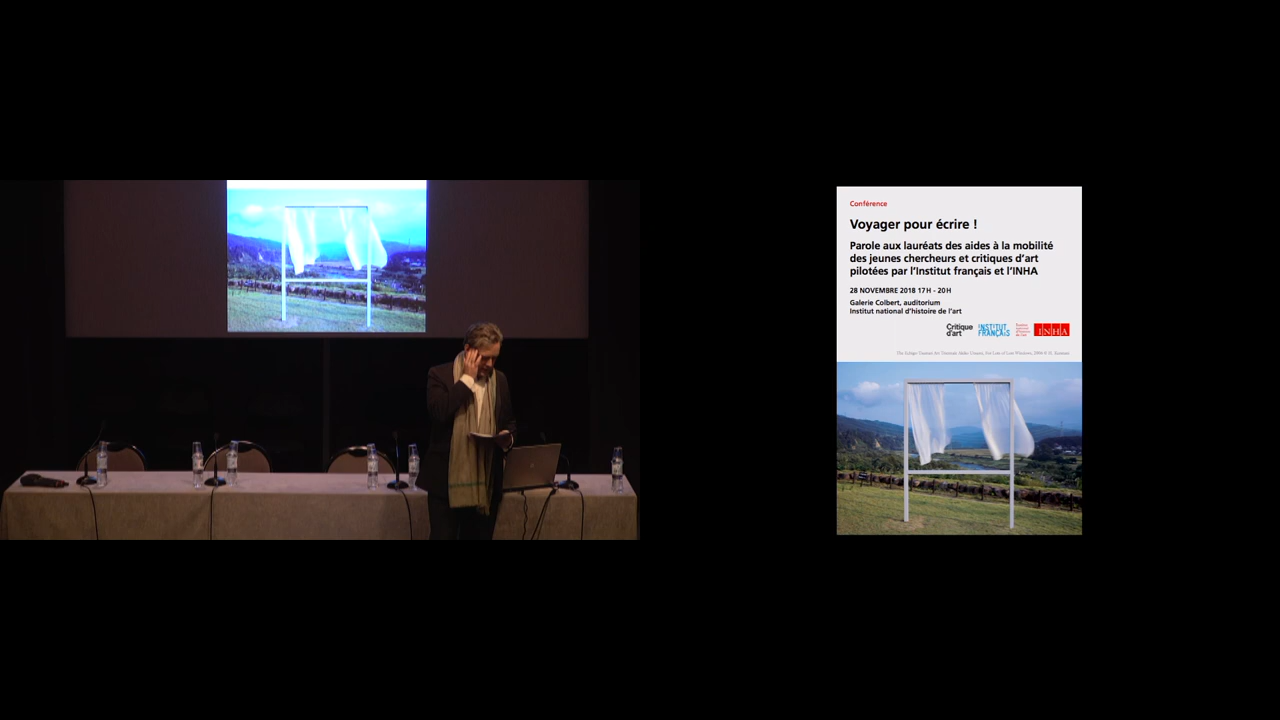 Conférence
Voyager pour écrire !
Parole aux lauréats des aides à la mobilité
des jeunes chercheurs et critiques d'art
pilotées par l'Institut français et l'INHA
28 NOVEMBRE 2018 17H - 20H
Galerie Colbert, auditorium
Institut national d'histoire de l'art
Critique
d'art
INSTITUT
FRANÇAIS
INHA